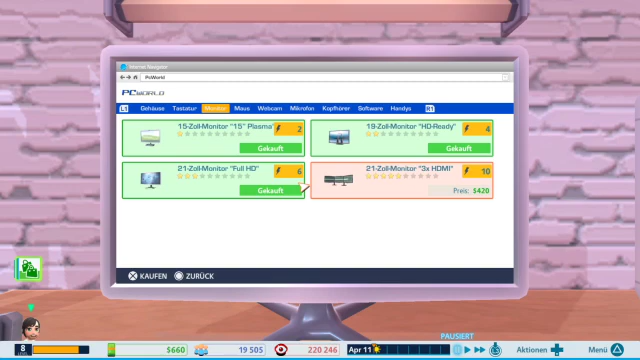 Internet Navigator
PcWorld
PCWORLD
L1 Gehäuse Tastatur Monitor Maus Webcam Mikrofon Kopfhörer Software Handys R1
15-Zoll-Monitor "15" Plasma" 2
Gekauft
19-Zoll-Monitor "HD-Ready" 4
Gekauft
21-Zoll-Monitor "Full HD" 6
Gekauft
21-Zoll-Monitor "3x HDMI" 10
Preis: $420
KAUFEN ZURÜCK
PAUSIERT
8 LEVEL $660 19 505 220 246 Apr 11 Aktionen Menü